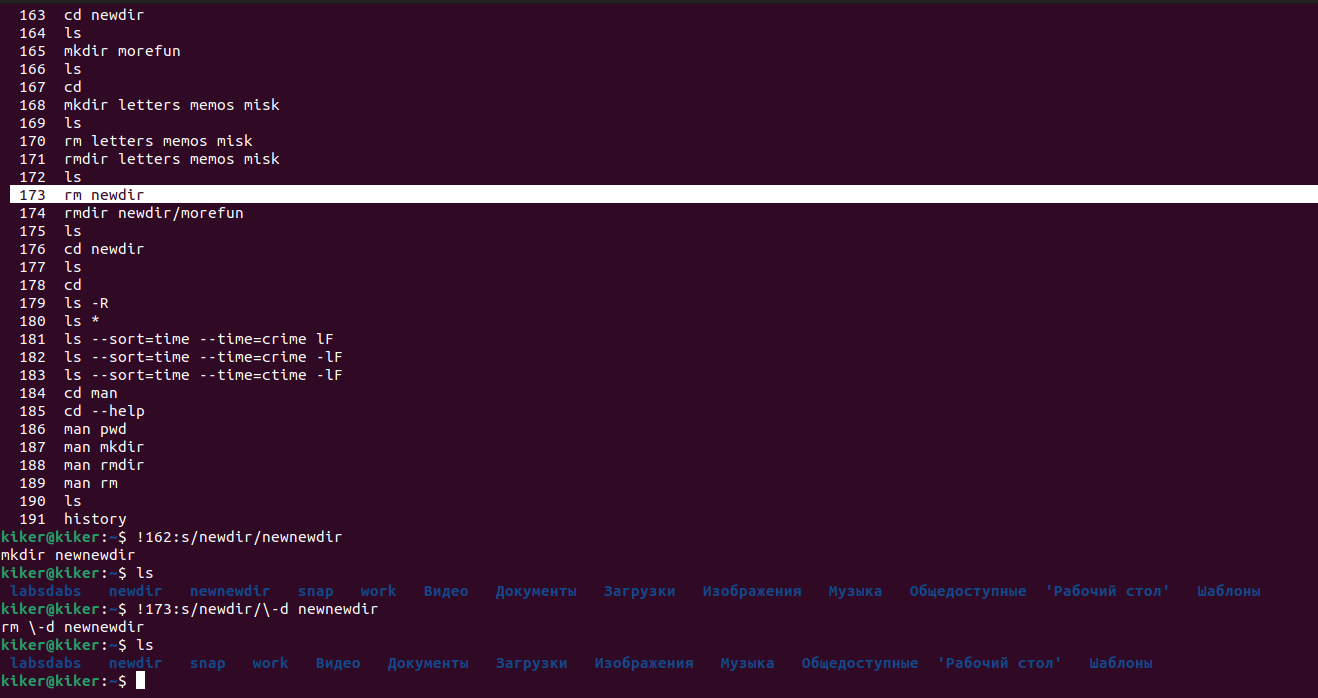 163  cd newdir
164  ls
165  mkdir morefun
166  ls
167  cd
168  mkdir letters memos misk
169  ls
170  rm letters memos misk
171  rmdir letters memos misk
172  ls
173  rm newdir
174  rmdir newdir/morefun
175  ls
176  cd newdir
177  ls
178  cd
179  ls -R
180  ls *
181  ls --sort=time --time=crime lF
182  ls --sort=time --time=crime -lF
183  ls --sort=time --time=ctime -lF
184  cd man
185  cd --help
186  man pwd
187  man mkdir
188  man rmdir
189  man rm
190  ls
191  history
kiker@kiker:~$ !162:s/newdir/newnewdir
mkdir newnewdir
kiker@kiker:~$ ls
labsdabs   newdir   newnewdir   snap   work   Видео   Документы   Загрузки   Изображения   Музыка   Общедоступные  'Рабочий стол'   Шаблоны
kiker@kiker:~$ !173:s/newdir/\-d newnewdir
rm \-d newnewdir
kiker@kiker:~$ ls
labsdabs   newdir   snap   work   Видео   Документы   Загрузки   Изображения   Музыка   Общедоступные  'Рабочий стол'   Шаблоны
kiker@kiker:~$